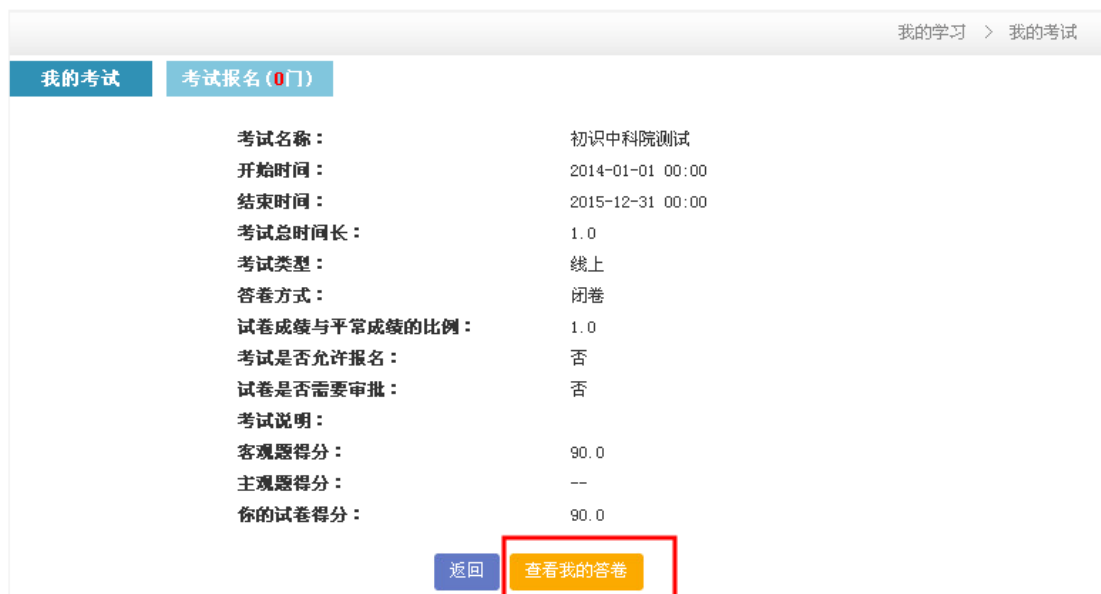 我的学习 > 我的考试
我的考试 考试报名(0门)
考试名称： 初识中科院测试
开始时间： 2014-01-01 00:00
结束时间： 2015-12-31 00:00
考试总时间长： 1.0
考试类型： 线上
答卷方式： 闭卷
试卷成绩与平常成绩的比例： 1.0
考试是否允许报名： 否
试卷是否需要审批： 否
考试说明：
客观题得分： 90.0
主观题得分： --
你的试卷得分： 90.0
返回 查看我的答卷